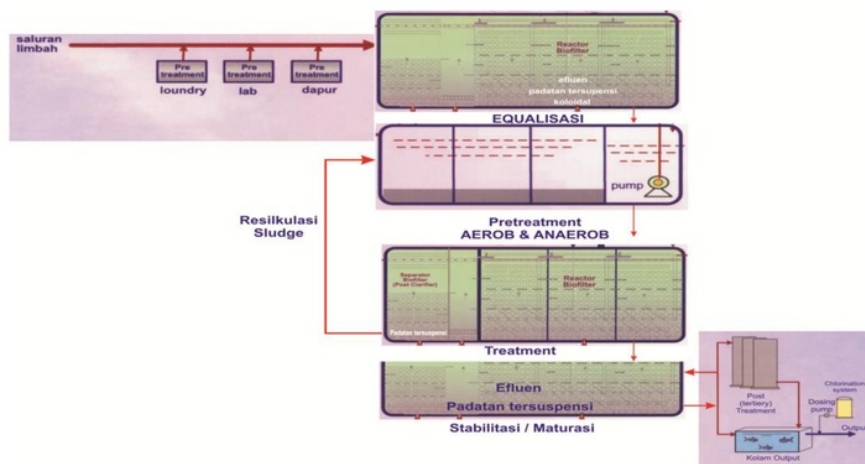 saluran
limbah
Pre
treatment
loundry
Pre
treatment
lab
Pre
treatment
dapur
Reactor
Biofilter
efluen
padatan tersupensi
koloidal
EQUALISASI
pump
Pretreatment
AEROB & ANAEROB
Resilkulasi
Sludge
Separator
Biofilter
(Post Clarifier)
Padatan tersuspensi
Reactor
Biofilter
Treatment
Efluen
Padatan tersuspensi
Stabilitasi / Maturasi
Post
(tertiery)
Treatment
Chlorination
system
Dosing
pump
Output
Kolam Output